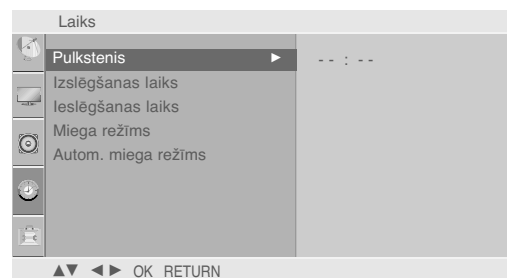 Laiks
Pulkstenis ► - - : - -
Izslēgšanas laiks
Ieslēgšanas laiks
Miega režīms
Autom. miega režīms
▲▼ ◄► OK RETURN